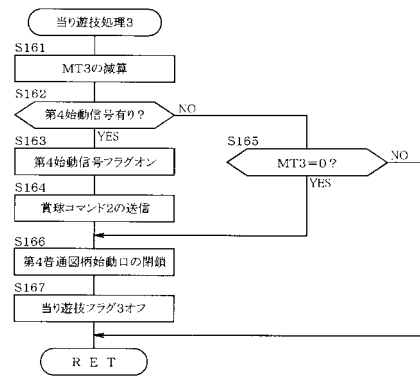 当り遊技処理3
S161
MT3の減算
S162
第4始動信号有り?
NO
YES
S163
第4始動信号フラグオン
S165
MT3=0?
NO
YES
S164
賞球コマンド2の送信
S166
第4普通図柄始動口の閉鎖
S167
当り遊技フラグ3オフ
RET